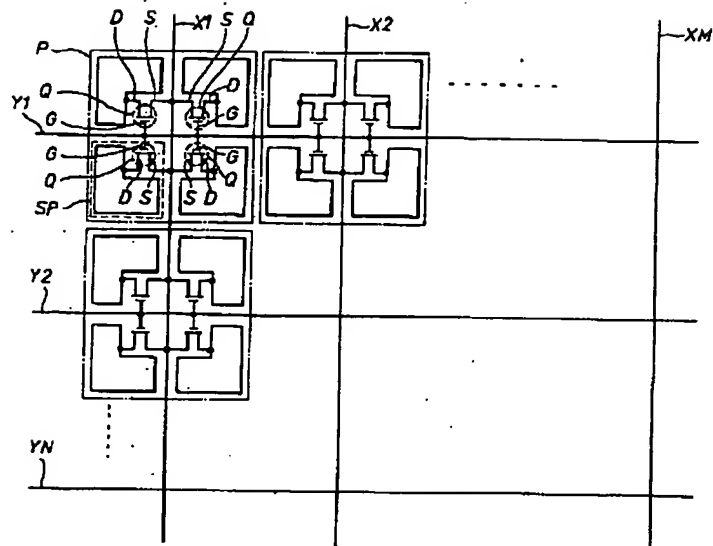 X1 X2 XM
P D S S Q
D
Q
Y1 G G
G G
Q Q
D S S D
SP
Y2
YN